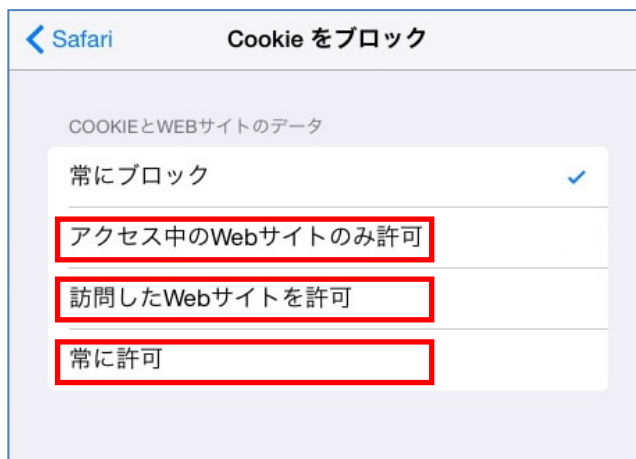 Safari
Cookie をブロック
COOKIEとWEBサイトのデータ
常にブロック
アクセス中のWebサイトのみ許可
訪問したWebサイトを許可
常に許可